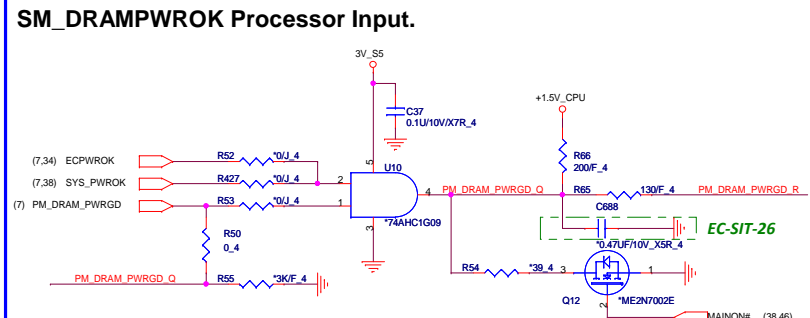 SM_DRAMPWROK Processor Input.
3V_S5
C37
0.1U/10V/X7R_4
+1.5V_CPU
R66
200/F_4
(7,34) ECPWROK
R52 *0/J_4
(7,38) SYS_PWROK
R427 *0/J_4
(7) PM_DRAM_PWRGD
R53 *0/J_4
5
2
1
3
4
U10
*74AHC1G09
PM_DRAM_PWRGD_Q
R65 130/F_4
PM_DRAM_PWRGD_R
C688
EC-SIT-26
*0.47UF/10V_X5R_4
R50
0_4
PM_DRAM_PWRGD_Q
R55 *3K/F_4
R54 *39_4
3
1
2
Q12
*ME2N7002E
MAINON# (38,46)